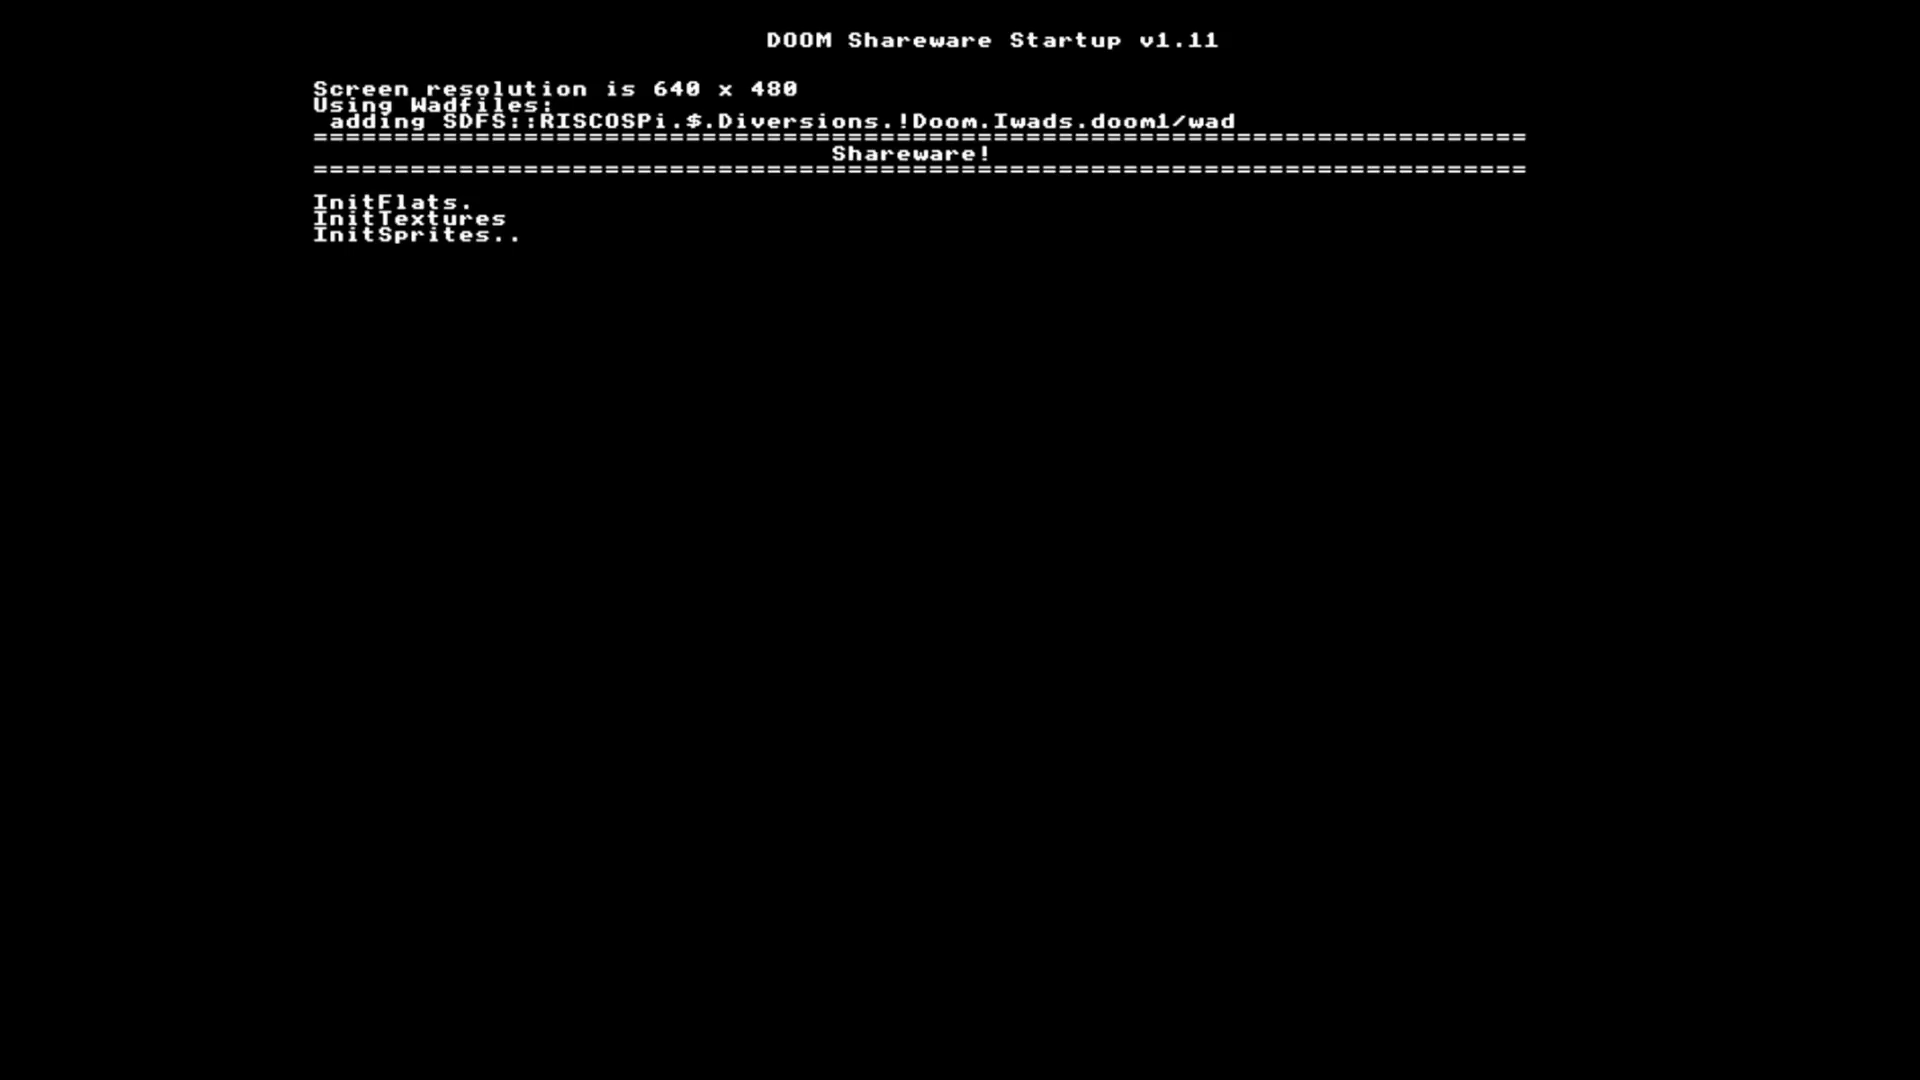 DOOM Shareware Startup v1.11
Screen resolution is 640 x 480
Using Wadfiles:
adding SDFS::RISCOSPi.$.Diversions.!Doom.Iwads.doom1/wad
===========================================================================
Shareware!
===========================================================================
InitFlats.
InitTextures
InitSprites..